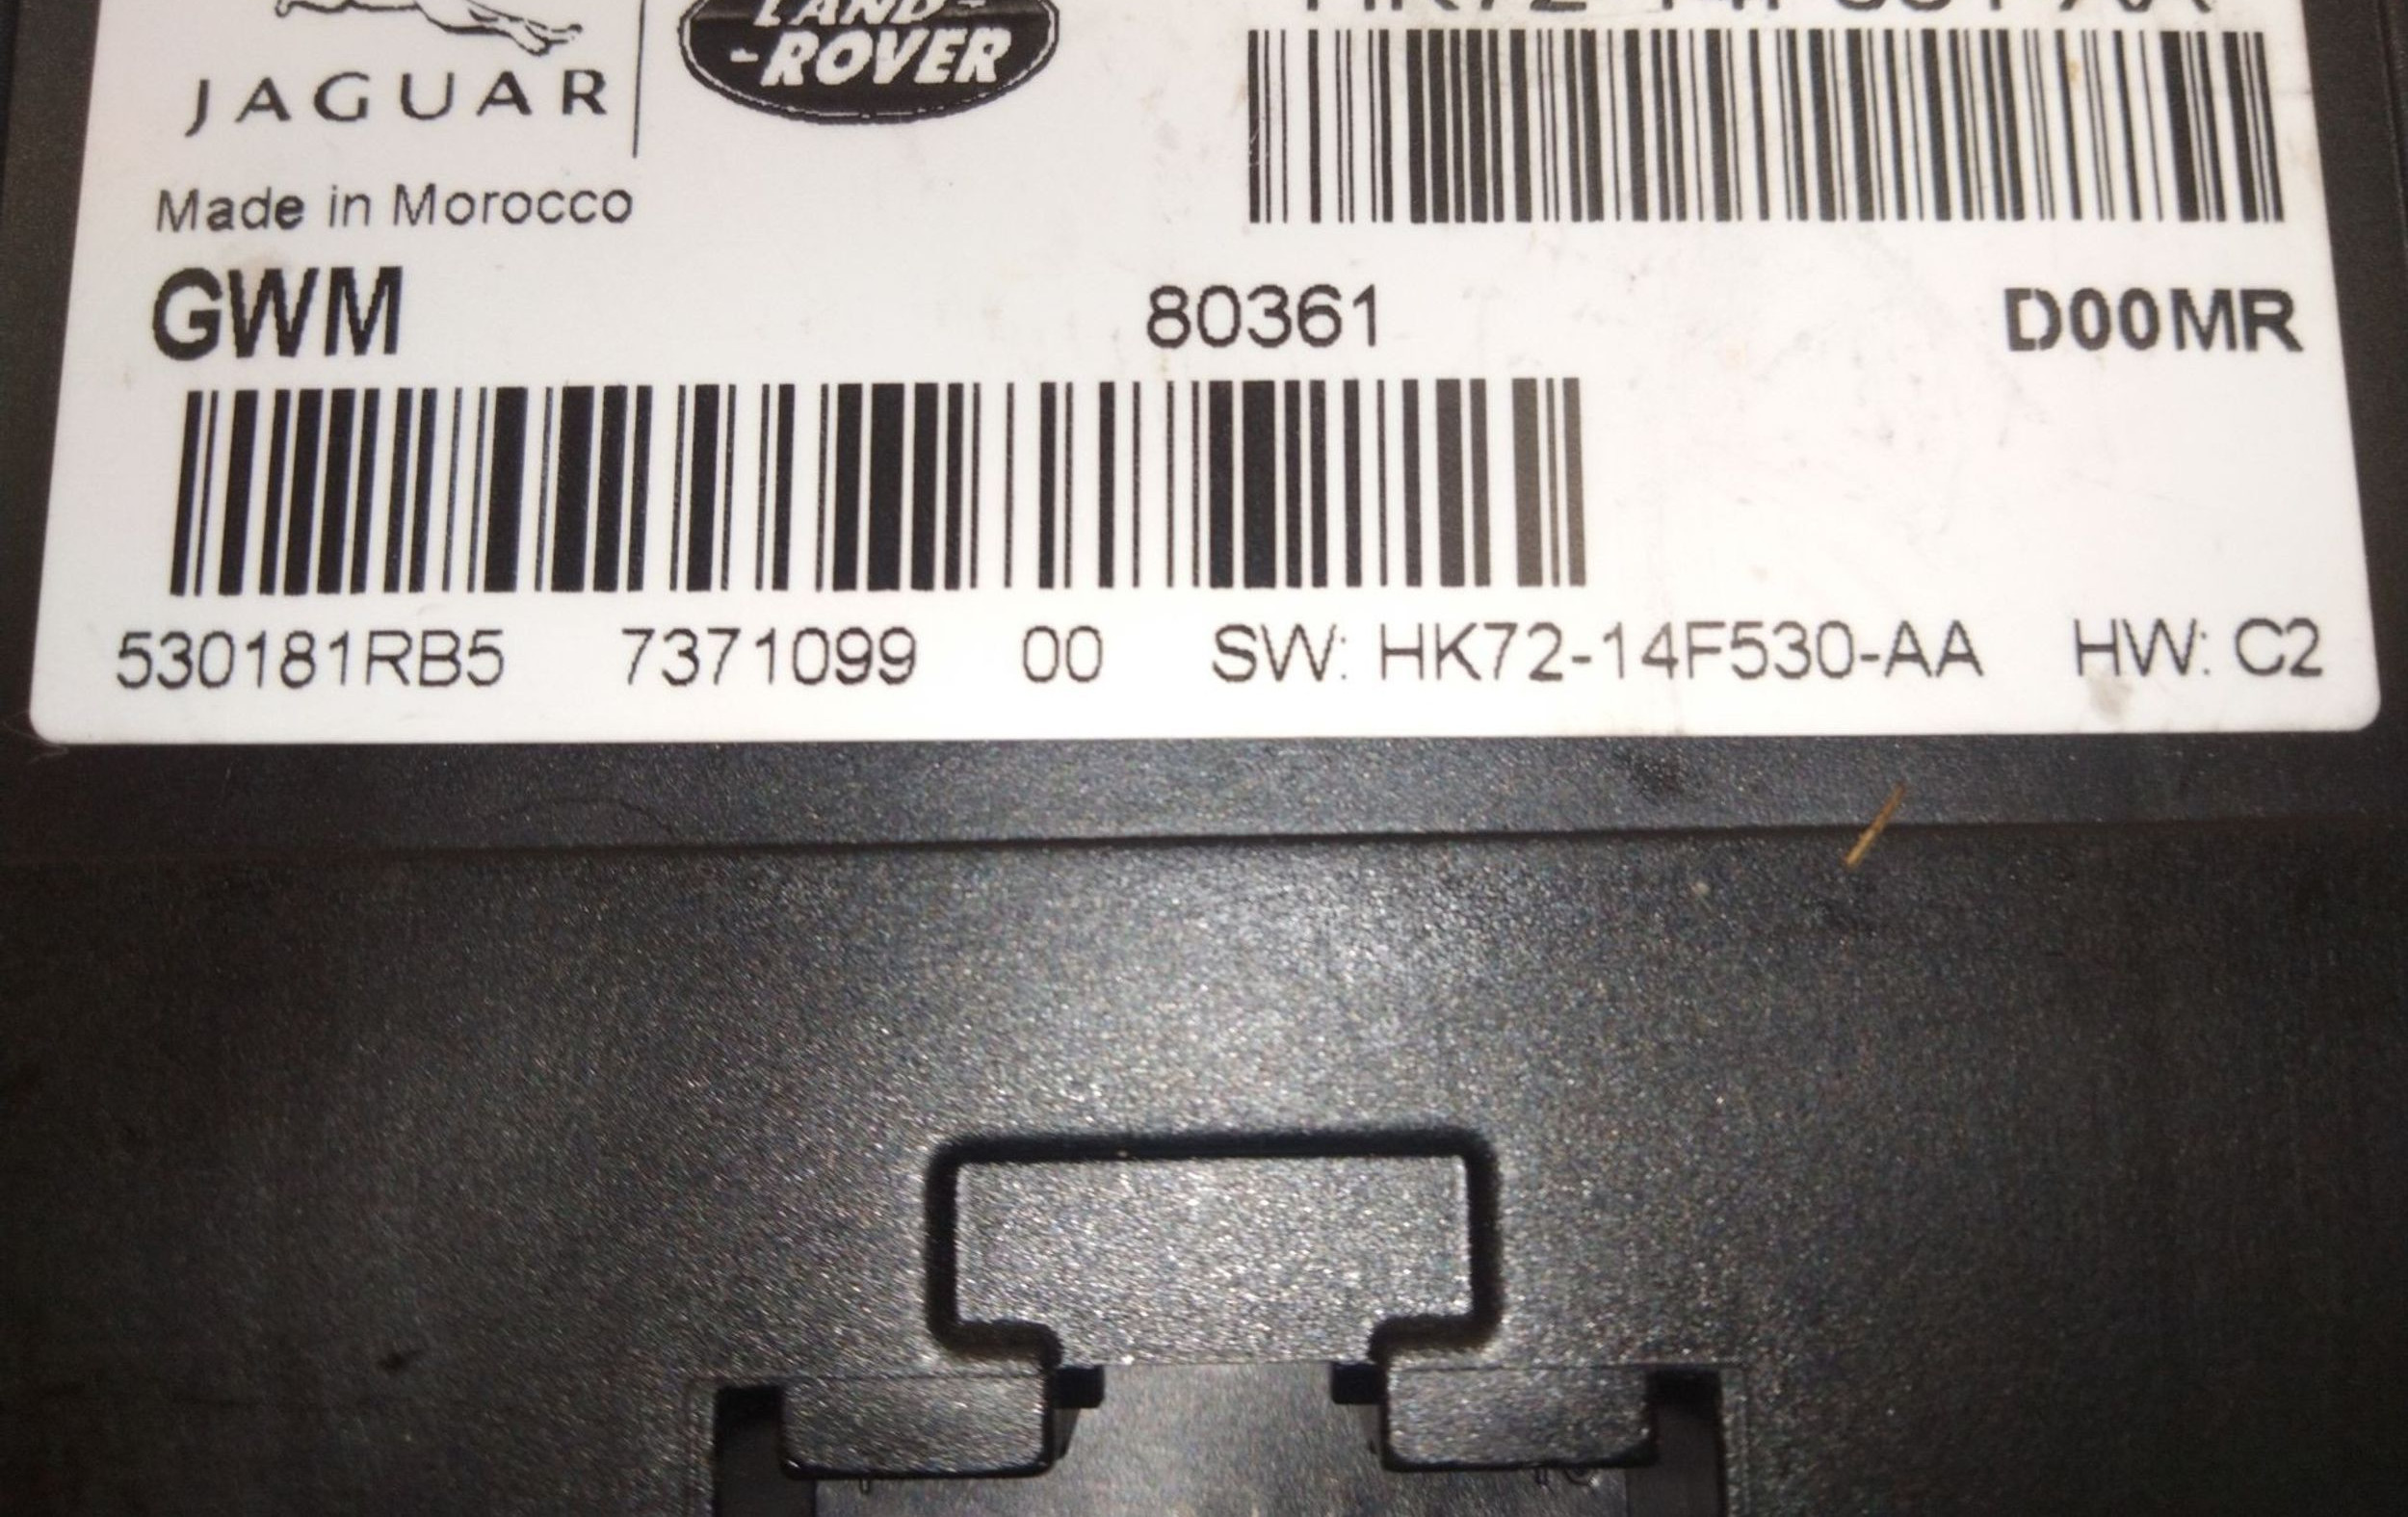 JAGUAR
LAND-
-ROVER
Made in Morocco
GWM 80361 D00MR
530181RB5 7371099 00 SW: HK72-14F530-AA HW: C2